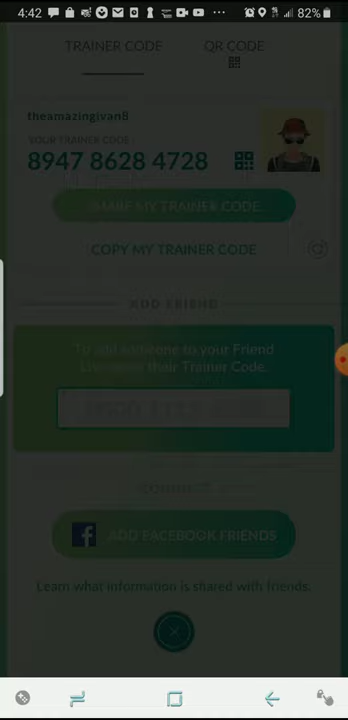 4:42
82%
TRAINER CODE
QR CODE
theamazingivan8
YOUR TRAINER CODE:
8947 8628 4728
SHARE MY TRAINER CODE
COPY MY TRAINER CODE
ADD FRIEND
To add someone to your Friend
their Trainer Code.
CONNECT
ADD FACEBOOK FRIENDS
Learn what information is shared with friends.